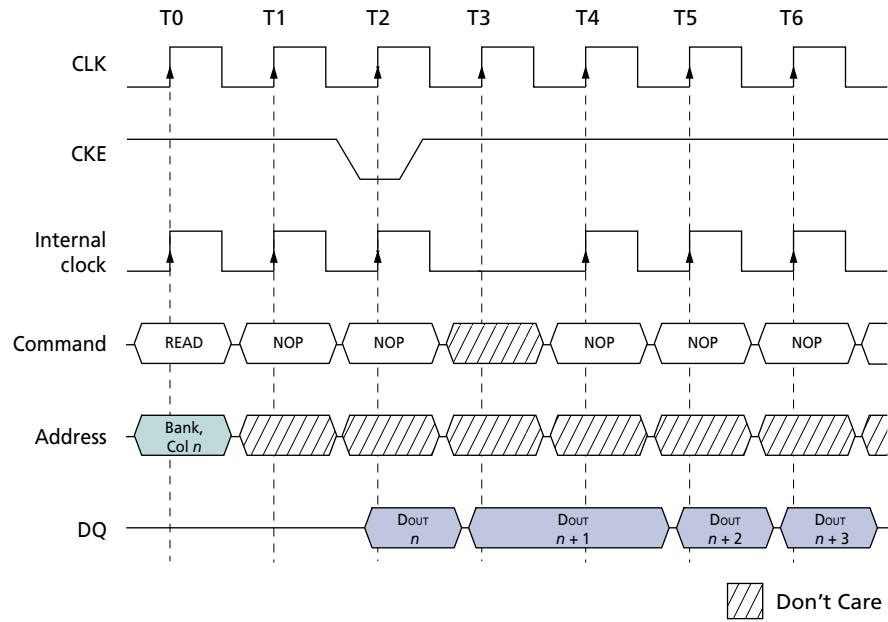 T0 T1 T2 T3 T4 T5 T6
CLK
CKE
Internal
clock
Command READ NOP NOP NOP NOP NOP
Address Bank,
Col n
DQ DOUT DOUT DOUT DOUT
n n + 1 n + 2 n + 3
Don't Care